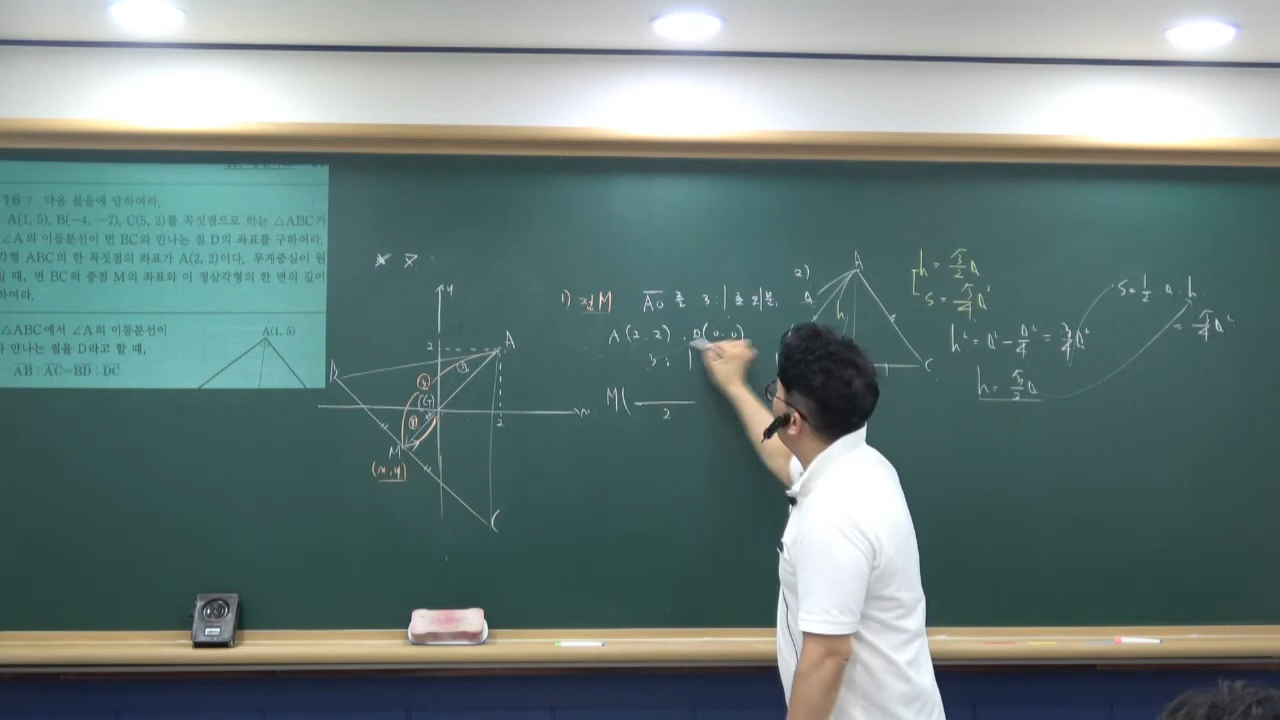 다음 물음에 답하여라.
A(1, 5), B(−4, −7), C(5, 2)를 꼭짓점으로 하는 △ABC가
∠A의 이등분선이 변 BC와 만나는 점 D의 좌표를 구하여라.
각형 ABC의 한 꼭짓점의 좌표가 A(2, 2)이다. 무게중심이 원
일 때, 변 BC의 중점 M의 좌표와 이 정삼각형의 한 변의 길이
하여라.
△ABC에서 ∠A의 이등분선이
만나는 점을 D라고 할 때,
AB : AC = BD : DC
A(1, 5)
y
2
A
B
2
M
(x, y)
C
1) 점M
AO를 3:1로 외분.
A(2, 2), O(0, 0)
3 : 1
M(
2
2)
A
a
h
C
h = √3/2 a
S = √3/4 a²
h² = a² − a²/4 = 3/4 a²
h = √3/2 a
S = 1/2 · a · h
= √3/4 a²